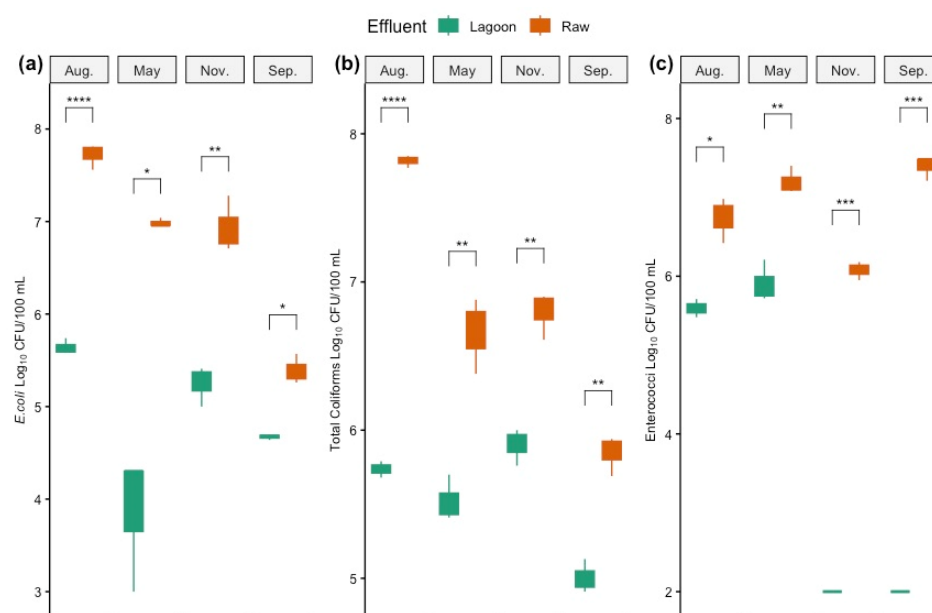 Effluent Lagoon Raw
(a) Aug. May Nov. Sep.
(b) Aug. May Nov. Sep.
(c) Aug. May Nov. Sep.
E.coli Log10 CFU/100 mL
8
7
6
5
4
3
**** * ** *
Total Coliforms Log10 CFU/100 mL
8
7
6
5
**** ** ** **
Enterococci Log10 CFU/100 mL
8
6
4
2
* ** *** ***